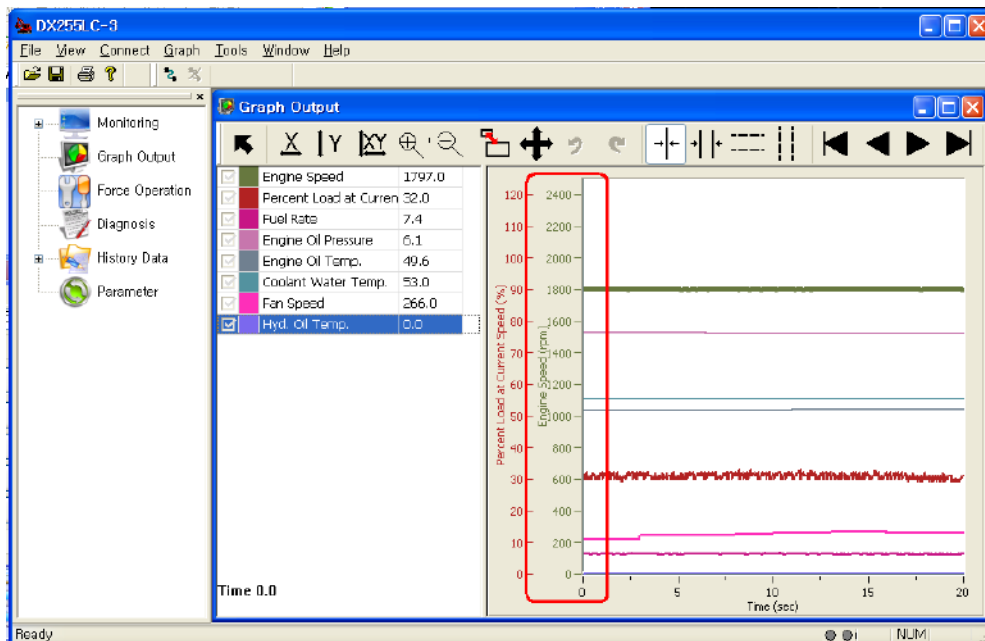 DX255LC-3
File View Connect Graph Tools Window Help
Monitoring
Graph Output
Force Operation
Diagnosis
History Data
Parameter
Graph Output
X Y XY
Engine Speed 1797.0
Percent Load at Curren 32.0
Fuel Rate 7.4
Engine Oil Pressure 6.1
Engine Oil Temp. 49.6
Coolant Water Temp. 53.0
Fan Speed 266.0
Hyd. Oil Temp. 0.0
Time 0.0
Percent Load at Current Speed (%)
120
110
100
90
80
70
60
50
40
30
20
10
0
Engine Speed (rpm)
2400
2200
2000
1800
1600
1400
1200
1000
800
600
400
200
0
0 5 10 15 20
Time (sec)
Ready NUM